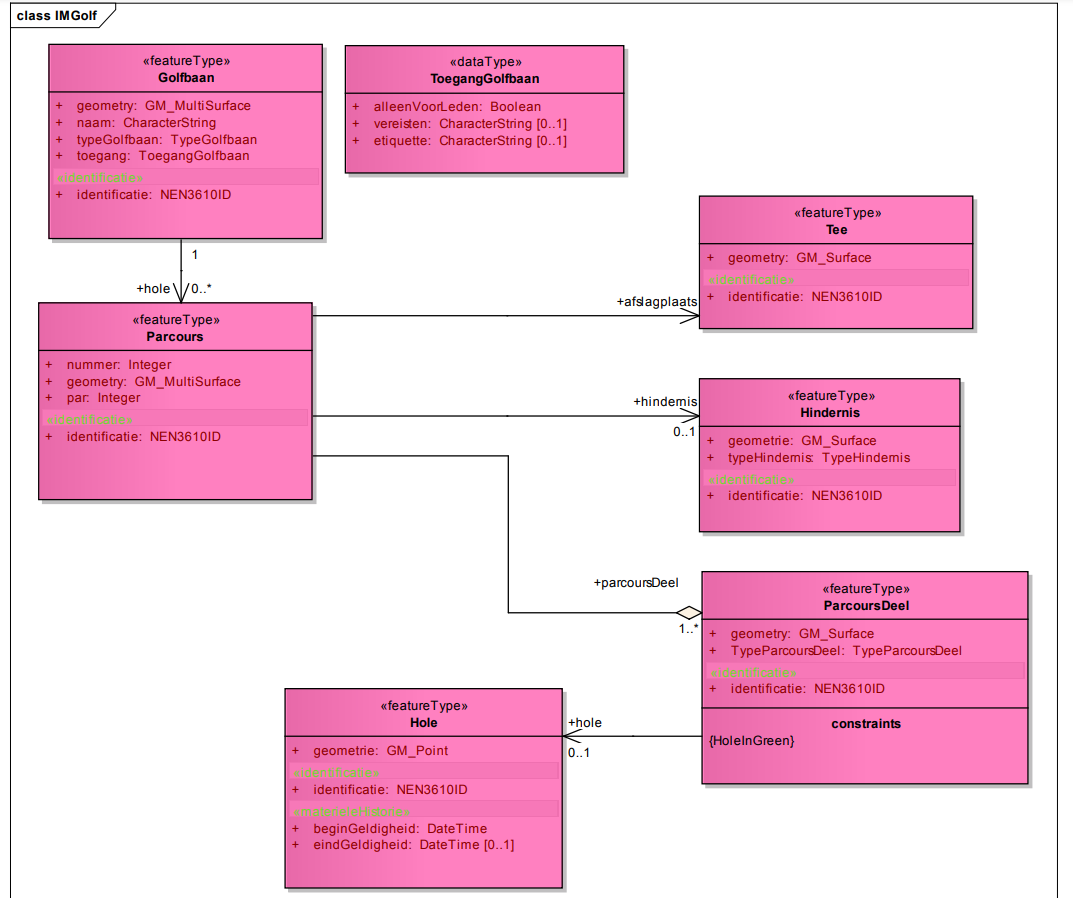 class IMGolf
«featureType»
Golfbaan
+ geometry: GM_MultiSurface
+ naam: CharacterString
+ typeGolfbaan: TypeGolfbaan
+ toegang: ToegangGolfbaan
«identificatie»
+ identificatie: NEN3610ID
«dataType»
ToegangGolfbaan
+ alleenVoorLeden: Boolean
+ vereisten: CharacterString [0..1]
+ etiquette: CharacterString [0..1]
1
+hole 0..*
«featureType»
Parcours
+ nummer: Integer
+ geometry: GM_MultiSurface
+ par: Integer
«identificatie»
+ identificatie: NEN3610ID
+afslagplaats
«featureType»
Tee
+ geometry: GM_Surface
«identificatie»
+ identificatie: NEN3610ID
+hindernis
0..1
«featureType»
Hindernis
+ geometrie: GM_Surface
+ typeHindernis: TypeHindernis
«identificatie»
+ identificatie: NEN3610ID
+parcoursDeel
1..*
«featureType»
ParcoursDeel
+ geometry: GM_Surface
+ TypeParcoursDeel: TypeParcoursDeel
«identificatie»
+ identificatie: NEN3610ID
constraints
{HoleInGreen}
+hole
0..1
«featureType»
Hole
+ geometrie: GM_Point
«identificatie»
+ identificatie: NEN3610ID
+ beginGeldigheid: DateTime
+ eindGeldigheid: DateTime [0..1]